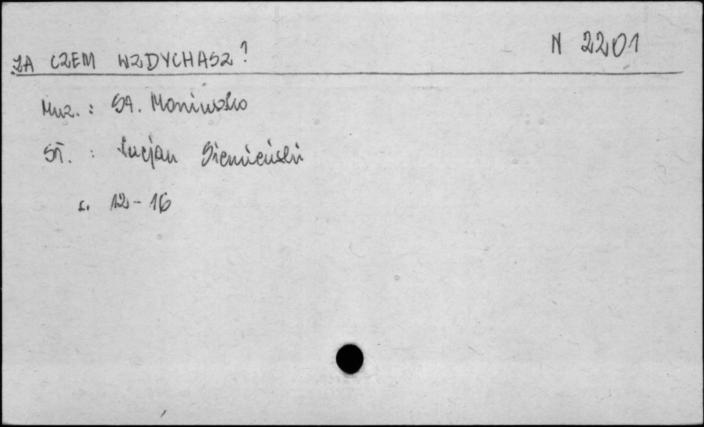 ZA CZEM WZDYCHASZ? N 2201
Muz. : St. Moniuszko
Sł. : Lucjan Siemieński
s. 12-16